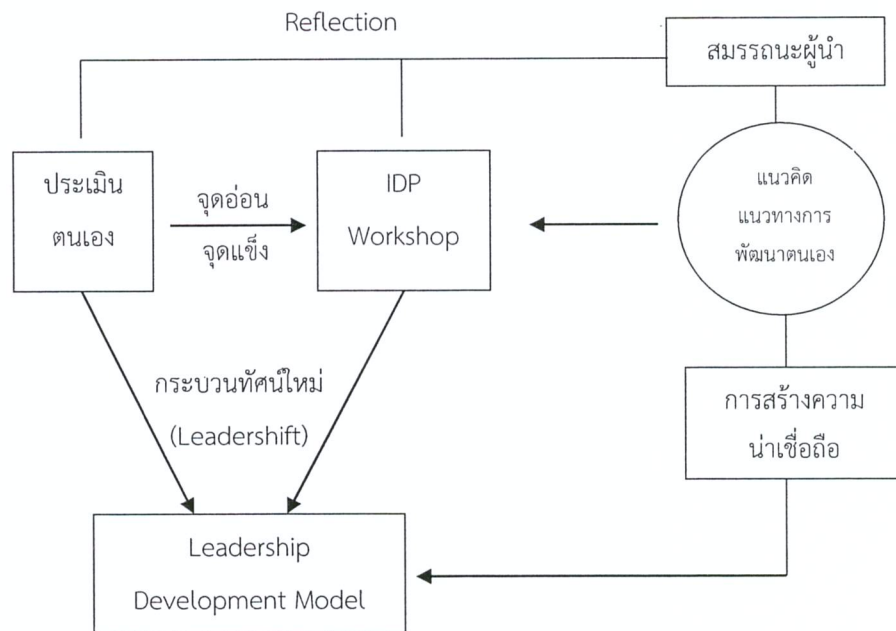 Reflection
สมรรถนะผู้นำ
ประเมิน
ตนเอง
จุดอ่อน
จุดแข็ง
IDP
Workshop
แนวคิด
แนวทางการ
พัฒนาตนเอง
กระบวนทัศน์ใหม่
(Leadershift)
การสร้างความ
น่าเชื่อถือ
Leadership
Development Model